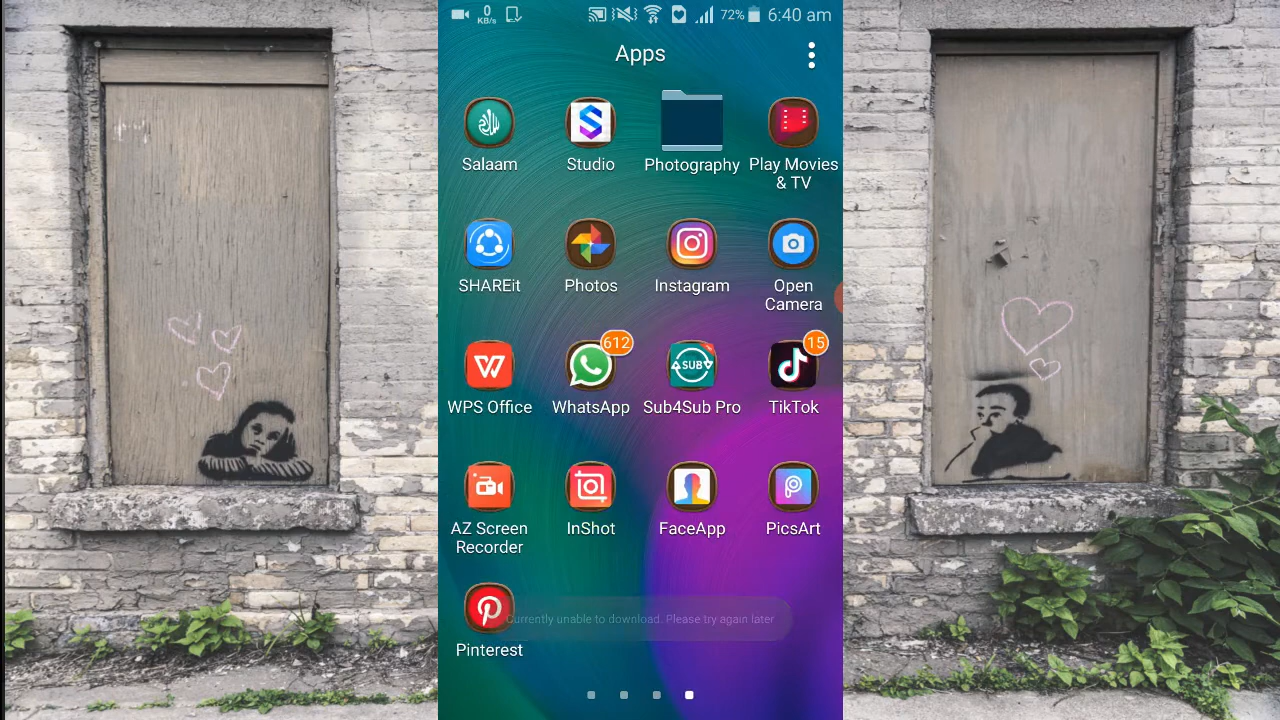 0
KB/s
72%
6:40 am
Apps
Salaam
Studio
Photography
Play Movies
& TV
SHAREit
Photos
Instagram
Open
Camera
612
15
SUB
WPS Office
WhatsApp
Sub4Sub Pro
TikTok
AZ Screen
Recorder
InShot
FaceApp
PicsArt
Currently unable to download. Please try again later
Pinterest